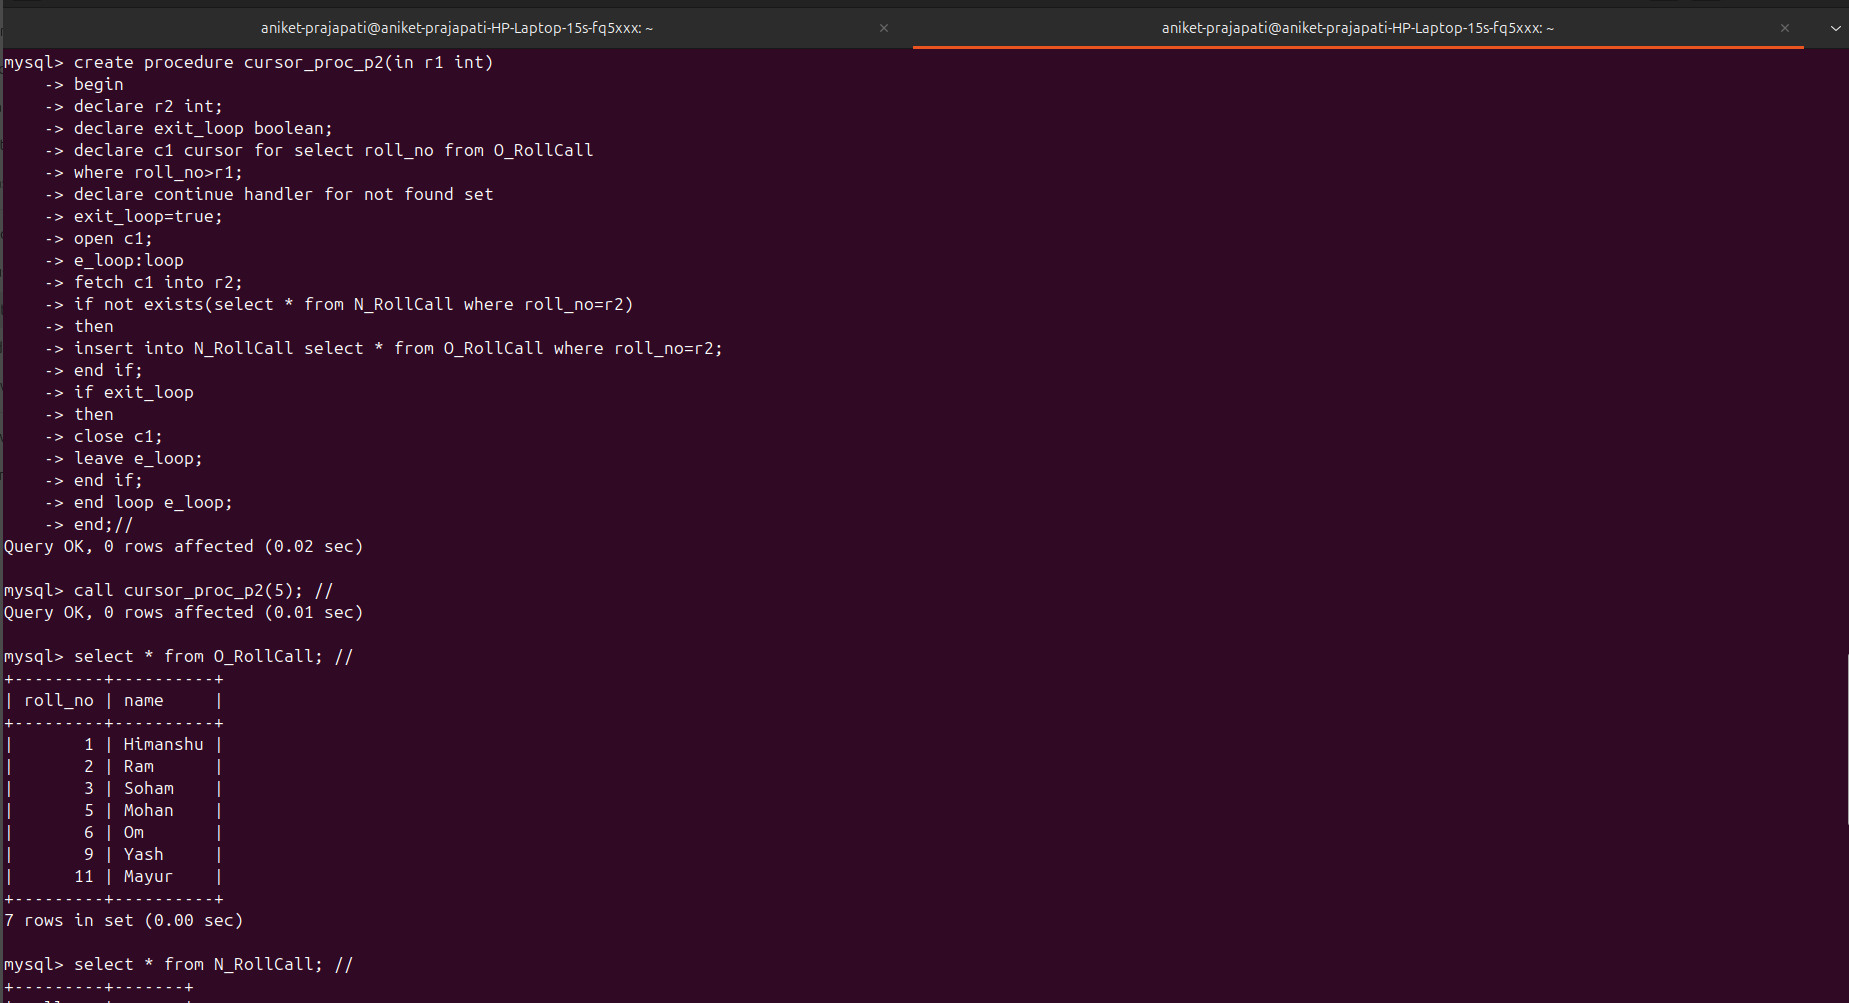 aniket-prajapati@aniket-prajapati-HP-Laptop-15s-fq5xxx: ~ × aniket-prajapati@aniket-prajapati-HP-Laptop-15s-fq5xxx: ~ ×
mysql> create procedure cursor_proc_p2(in r1 int)
    -> begin
    -> declare r2 int;
    -> declare exit_loop boolean;
    -> declare c1 cursor for select roll_no from O_RollCall
    -> where roll_no>r1;
    -> declare continue handler for not found set
    -> exit_loop=true;
    -> open c1;
    -> e_loop:loop
    -> fetch c1 into r2;
    -> if not exists(select * from N_RollCall where roll_no=r2)
    -> then
    -> insert into N_RollCall select * from O_RollCall where roll_no=r2;
    -> end if;
    -> if exit_loop
    -> then
    -> close c1;
    -> leave e_loop;
    -> end if;
    -> end loop e_loop;
    -> end;//
Query OK, 0 rows affected (0.02 sec)

mysql> call cursor_proc_p2(5); //
Query OK, 0 rows affected (0.01 sec)

mysql> select * from O_RollCall; //
+---------+----------+
| roll_no | name     |
+---------+----------+
|       1 | Himanshu |
|       2 | Ram      |
|       3 | Soham    |
|       5 | Mohan    |
|       6 | Om       |
|       9 | Yash     |
|      11 | Mayur    |
+---------+----------+
7 rows in set (0.00 sec)

mysql> select * from N_RollCall; //
+---------+-------+